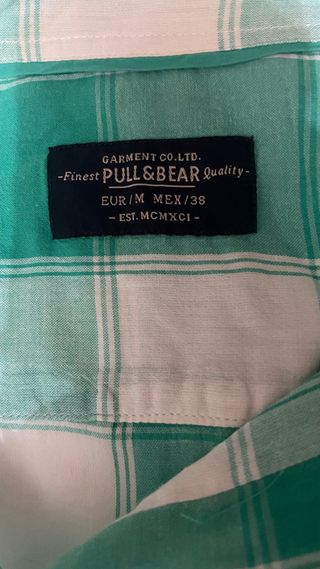 GARMENT CO.LTD.
-Finest PULL&BEAR Quality-
EUR/M MEX/38
- EST. MCMXCI -